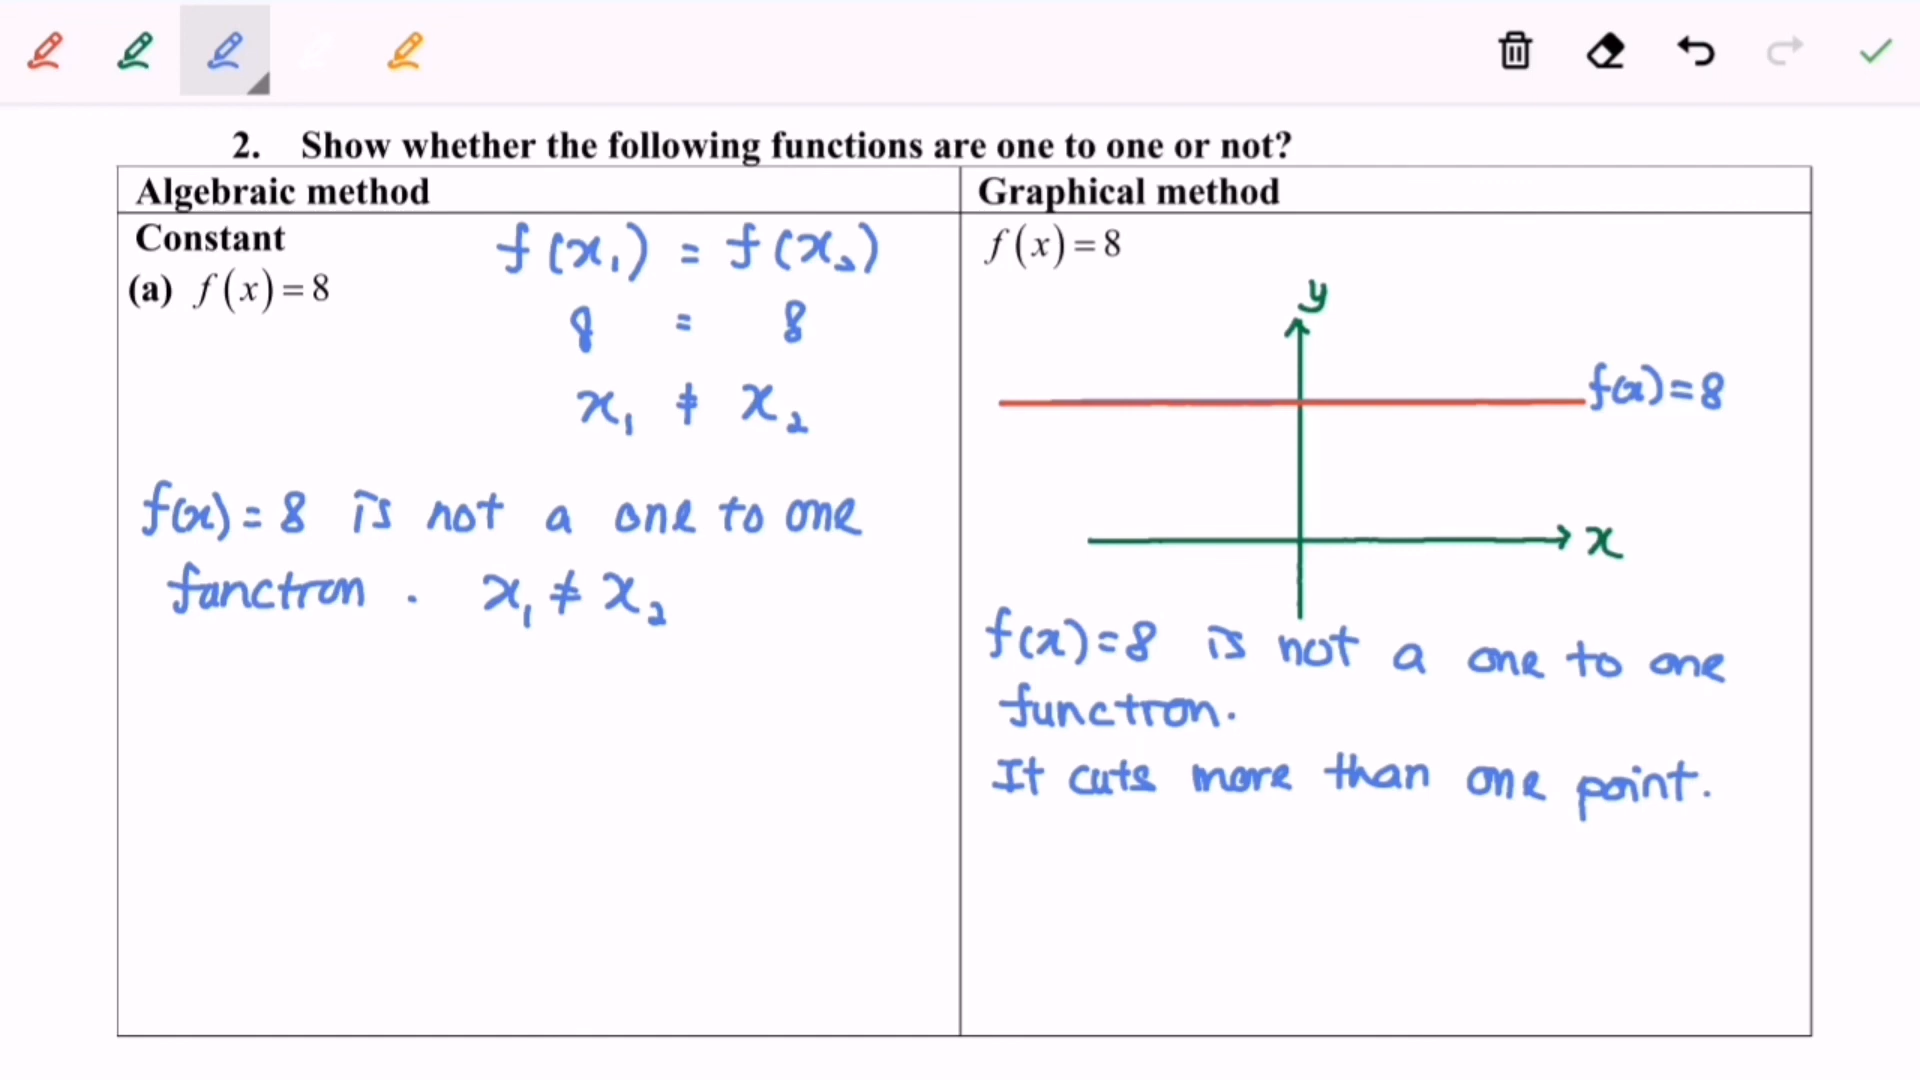 2. Show whether the following functions are one to one or not?
Algebraic method
Constant
(a) f(x)=8
f(x₁) = f(x₂)
8 = 8
x₁ ≠ x₂
f(x)=8 is not a one to one
function. x₁ ≠ x₂
Graphical method
f(x)=8
y
f(x)=8
x
f(x)=8 is not a one to one
function.
It cuts more than one point.